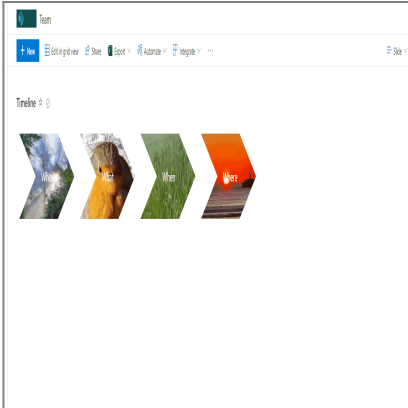 Team
New Edit in grid view Share Export Automate Integrate ... Slide
Timeline
Who What When Where